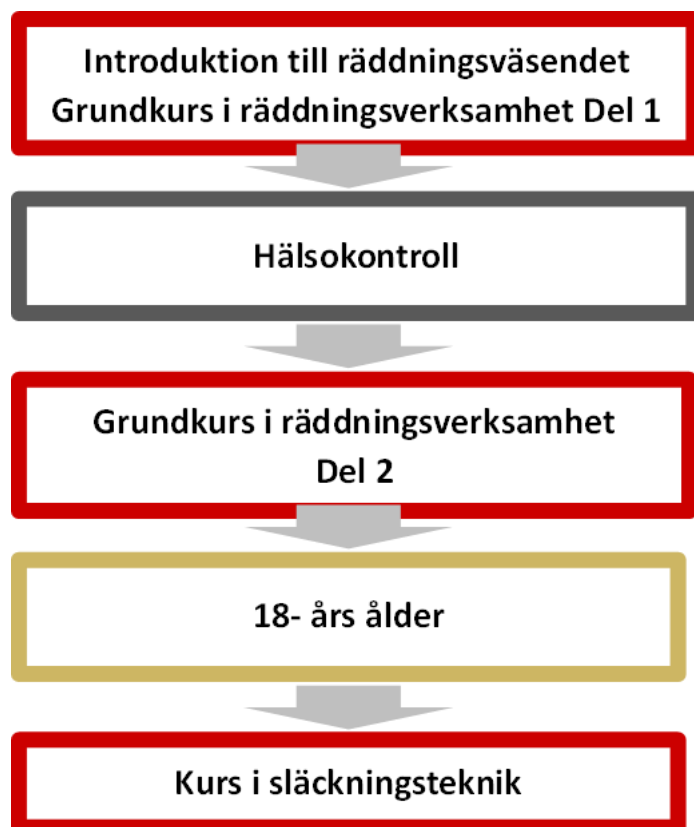 Introduktion till räddningsväsendet
Grundkurs i räddningsverksamhet Del 1
Hälsokontroll
Grundkurs i räddningsverksamhet
Del 2
18- års ålder
Kurs i släckningsteknik